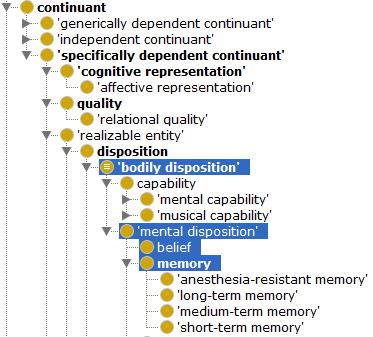 continuant
'generically dependent continuant'
'independent continuant'
'specifically dependent continuant'
'cognitive representation'
'affective representation'
quality
'relational quality'
'realizable entity'
disposition
'bodily disposition'
capability
'mental capability'
'musical capability'
'mental disposition'
belief
memory
'anesthesia-resistant memory'
'long-term memory'
'medium-term memory'
'short-term memory'